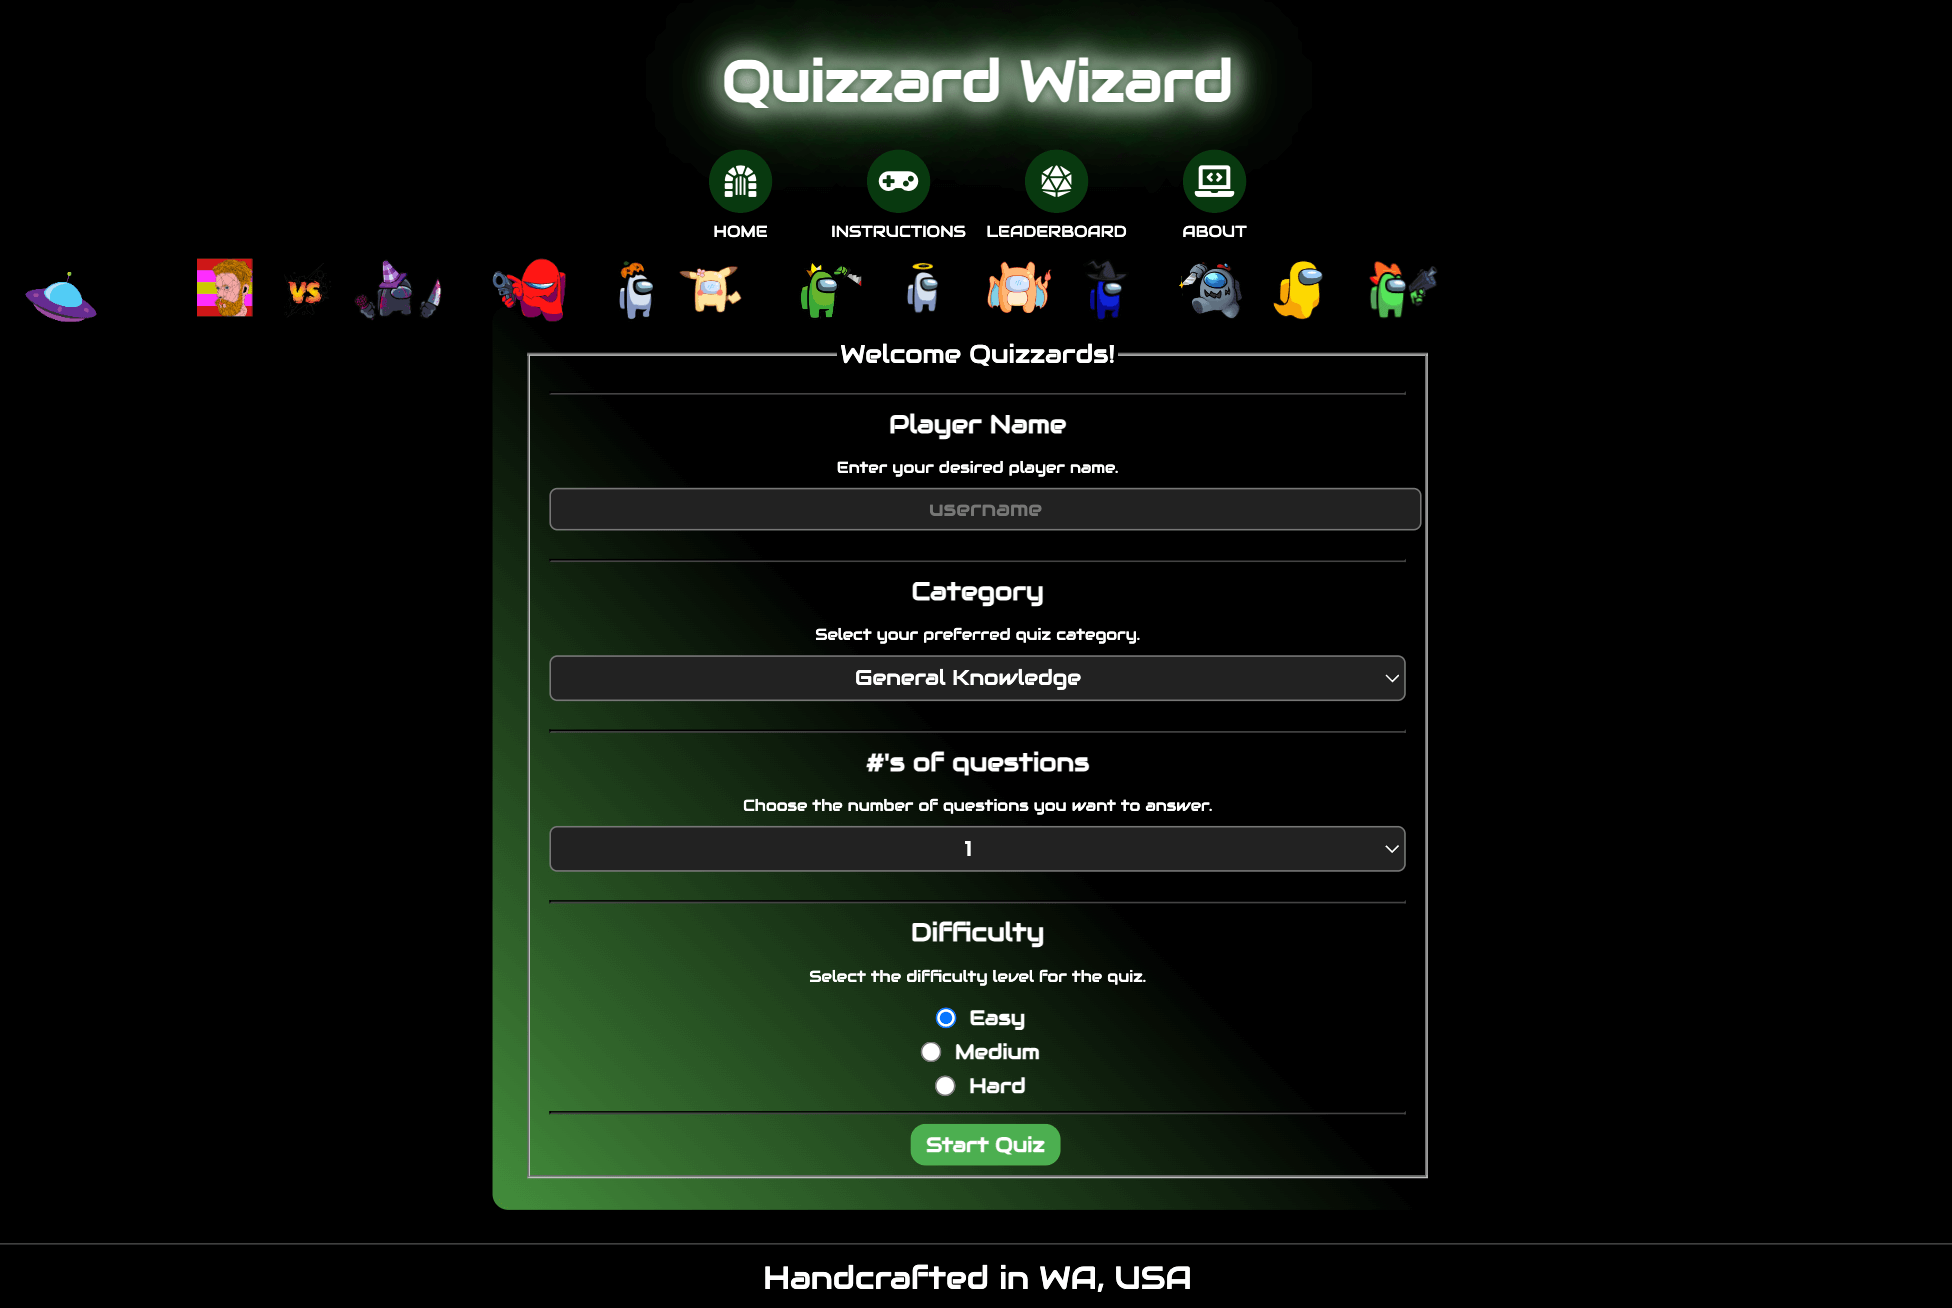 Quizzard Wizard
HOME
INSTRUCTIONS
LEADERBOARD
ABOUT
VS
Welcome Quizzards!
Player Name
Enter your desired player name.
username
Category
Select your preferred quiz category.
General Knowledge
#'s of questions
Choose the number of questions you want to answer.
1
Difficulty
Select the difficulty level for the quiz.
Easy
Medium
Hard
Start Quiz
Handcrafted in WA, USA